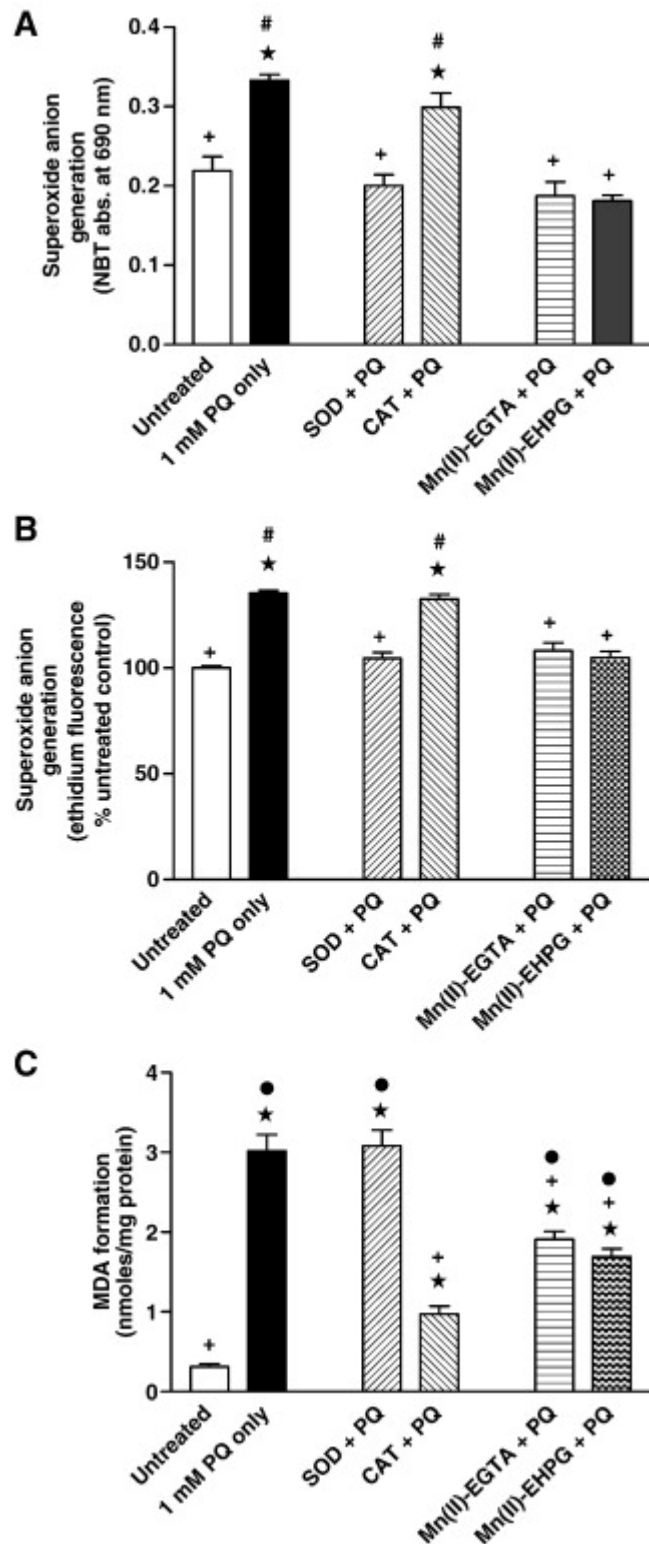 A
Superoxide anion
generation
(NBT abs. at 690 nm)
0.4
0.3
0.2
0.1
0.0
+
#
★
+
#
★
+
+
Untreated
1 mM PQ only
SOD + PQ
CAT + PQ
Mn(II)-EGTA + PQ
Mn(II)-EHPG + PQ
B
Superoxide anion
generation
(ethidium fluorescence
% untreated control)
150
100
50
0
+
#
★
+
#
★
+
+
Untreated
1 mM PQ only
SOD + PQ
CAT + PQ
Mn(II)-EGTA + PQ
Mn(II)-EHPG + PQ
C
MDA formation
(nmoles/mg protein)
4
3
2
1
0
+
●
★
●
★
+
★
●
+
★
●
+
★
Untreated
1 mM PQ only
SOD + PQ
CAT + PQ
Mn(II)-EGTA + PQ
Mn(II)-EHPG + PQ